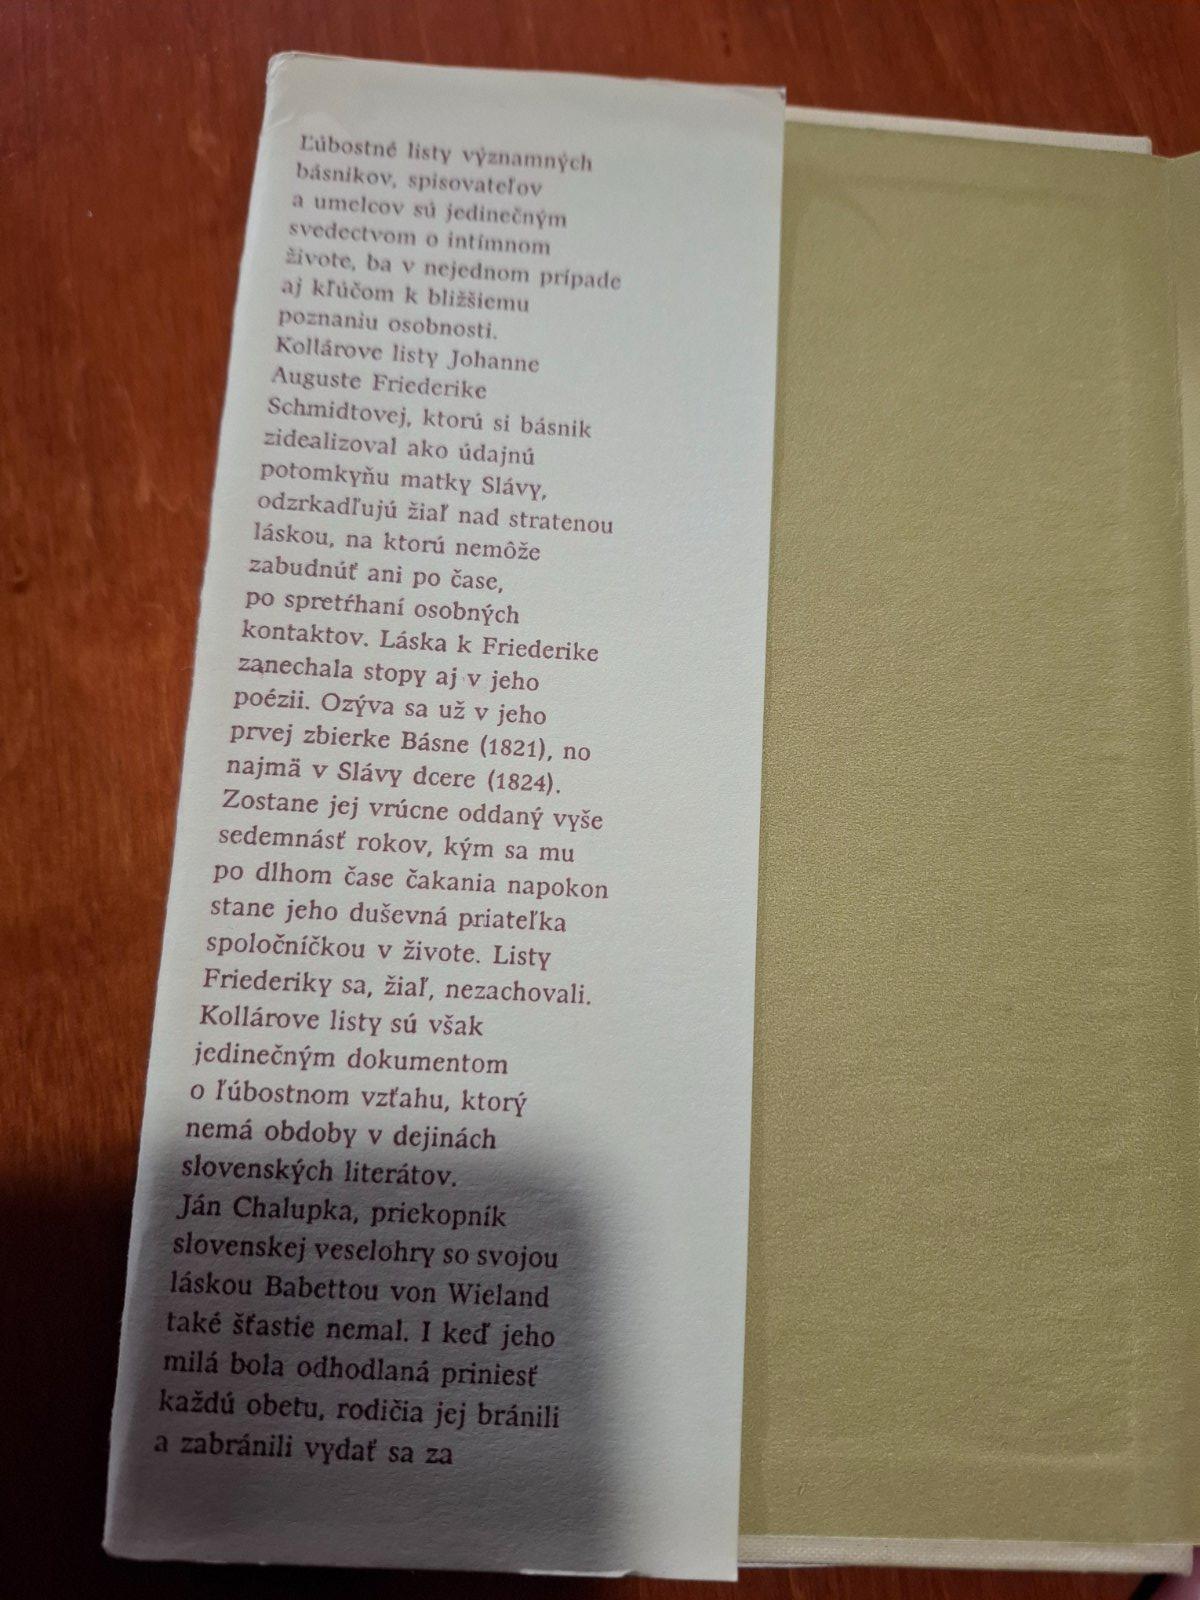 Ľúbostné listy významných
básnikov, spisovateľov
a umelcov sú jedinečným
svedectvom o intímnom
živote, ba v nejednom prípade
aj kľúčom k bližšiemu
poznaniu osobnosti.
Kollárove listy Johanne
Auguste Friederike
Schmidtovej, ktorú si básnik
zidealizoval ako údajnú
potomkyňu matky Slávy,
odzrkadľujú žiaľ nad stratenou
láskou, na ktorú nemôže
zabudnúť ani po čase,
po spretŕhaní osobných
kontaktov. Láska k Friederike
zanechala stopy aj v jeho
poézii. Ozýva sa už v jeho
prvej zbierke Básne (1821), no
najmä v Slávy dcere (1824).
Zostane jej vrúcne oddaný vyše
sedemnásť rokov, kým sa mu
po dlhom čase čakania napokon
stane jeho duševná priateľka
spoločníčkou v živote. Listy
Friederiky sa, žiaľ, nezachovali.
Kollárove listy sú však
jedinečným dokumentom
o ľúbostnom vzťahu, ktorý
nemá obdoby v dejinách
slovenských literátov.
Ján Chalupka, priekopník
slovenskej veselohry so svojou
láskou Babettou von Wieland
také šťastie nemal. I keď jeho
milá bola odhodlaná priniesť
každú obetu, rodičia jej bránili
a zabránili vydať sa za